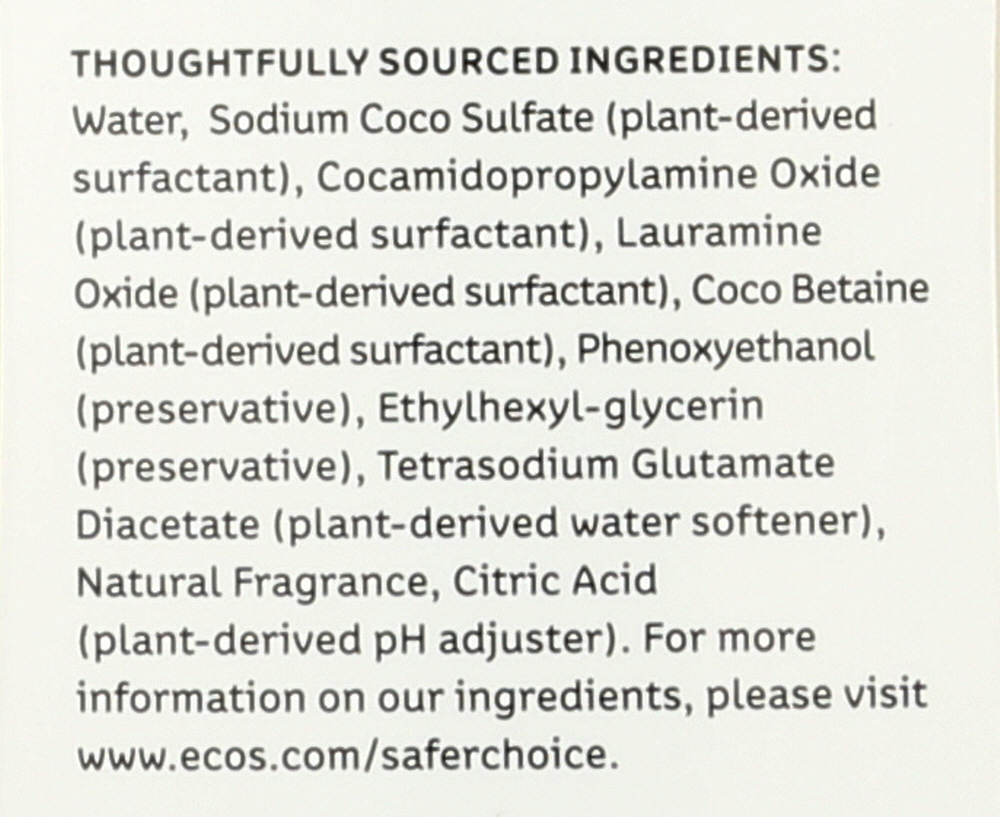 THOUGHTFULLY SOURCED INGREDIENTS:
Water, Sodium Coco Sulfate (plant-derived
surfactant), Cocamidopropylamine Oxide
(plant-derived surfactant), Lauramine
Oxide (plant-derived surfactant), Coco Betaine
(plant-derived surfactant), Phenoxyethanol
(preservative), Ethylhexyl-glycerin
(preservative), Tetrasodium Glutamate
Diacetate (plant-derived water softener),
Natural Fragrance, Citric Acid
(plant-derived pH adjuster). For more
information on our ingredients, please visit
www.ecos.com/saferchoice.